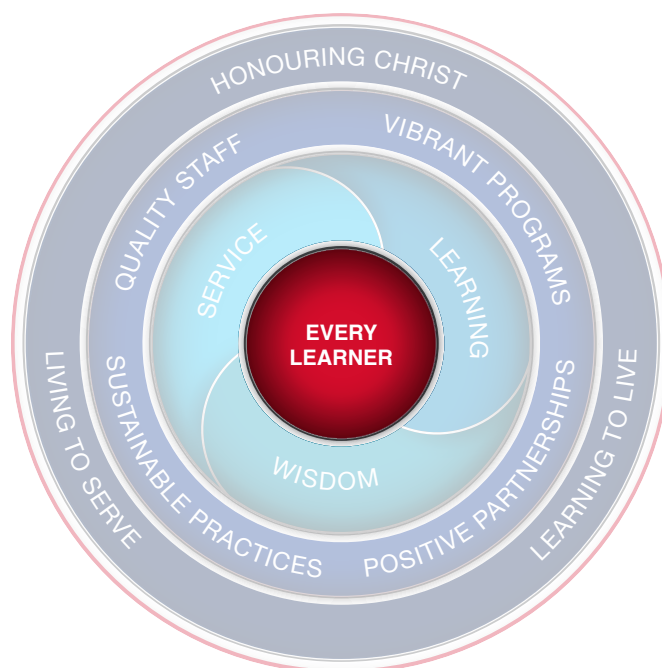 HONOURING CHRIST
QUALITY STAFF
VIBRANT PROGRAMS
SERVICE
LEARNING
EVERY
LEARNER
WISDOM
LIVING TO SERVE
SUSTAINABLE PRACTICES
POSITIVE PARTNERSHIPS
LEARNING TO LIVE